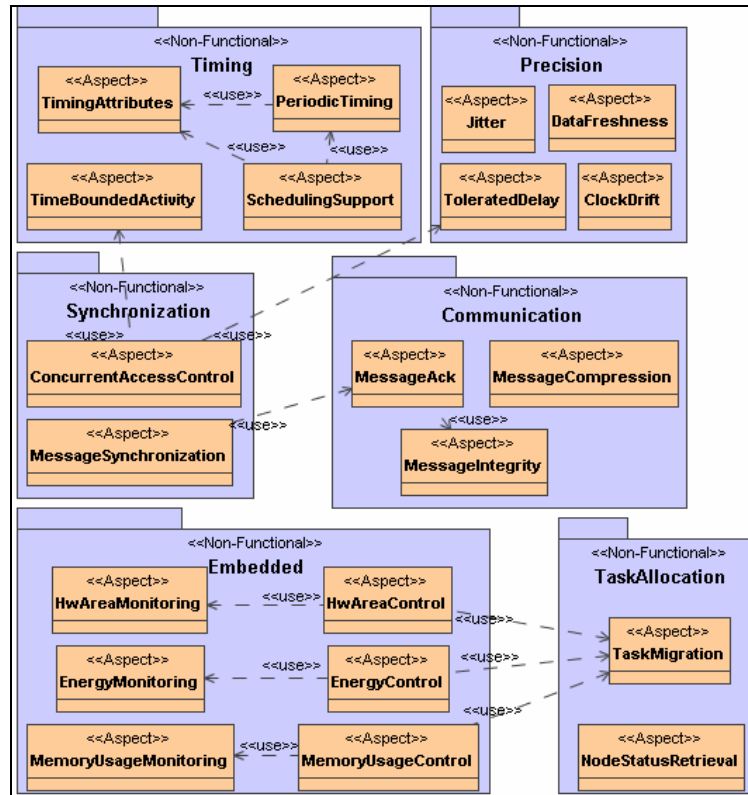 <<Non-Functional>>
Timing
<<Aspect>>
TimingAttributes
<<use>>
<<Aspect>>
PeriodicTiming
<<use>>
<<use>>
<<Aspect>>
TimeBoundedActivity
<<Aspect>>
SchedulingSupport
<<Non-Functional>>
Precision
<<Aspect>>
Jitter
<<Aspect>>
DataFreshness
<<Aspect>>
ToleratedDelay
<<Aspect>>
ClockDrift
<<Non-Functional>>
Synchronization
<<use>>
<<use>>
<<Aspect>>
ConcurrentAccessControl
<<Aspect>>
MessageSynchronization
<<use>>
<<Non-Functional>>
Communication
<<Aspect>>
MessageAck
<<Aspect>>
MessageCompression
<<use>>
<<Aspect>>
MessageIntegrity
<<Non-Functional>>
Embedded
<<Aspect>>
HwAreaMonitoring
<<use>>
<<Aspect>>
HwAreaControl
<<use>>
<<Aspect>>
EnergyMonitoring
<<use>>
<<Aspect>>
EnergyControl
<<use>>
<<Aspect>>
MemoryUsageMonitoring
<<use>>
<<Aspect>>
MemoryUsageControl
<<use>>
<<Non-Functional>>
TaskAllocation
<<Aspect>>
TaskMigration
<<Aspect>>
NodeStatusRetrieval